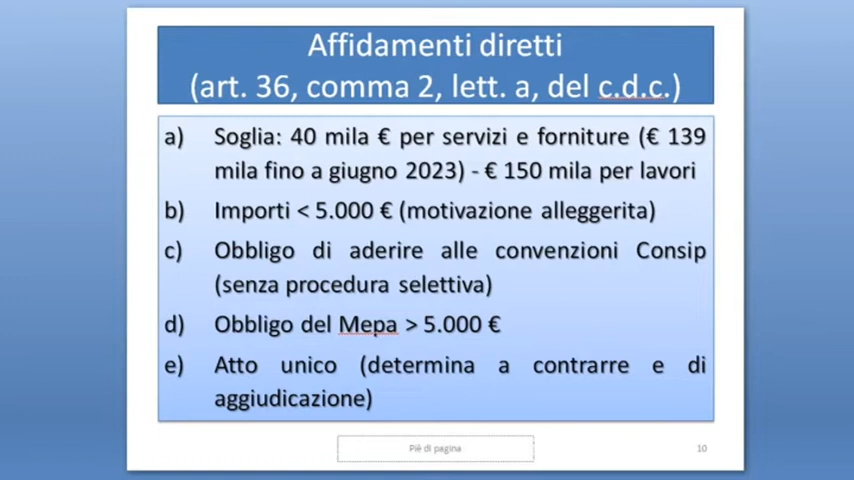 Affidamenti diretti
(art. 36, comma 2, lett. a, del c.d.c.)
a) Soglia: 40 mila € per servizi e forniture (€ 139
mila fino a giugno 2023) - € 150 mila per lavori
b) Importi < 5.000 € (motivazione alleggerita)
c) Obbligo di aderire alle convenzioni Consip
(senza procedura selettiva)
d) Obbligo del Mepa > 5.000 €
e) Atto unico (determina a contrarre e di
aggiudicazione)
Piè di pagina
10